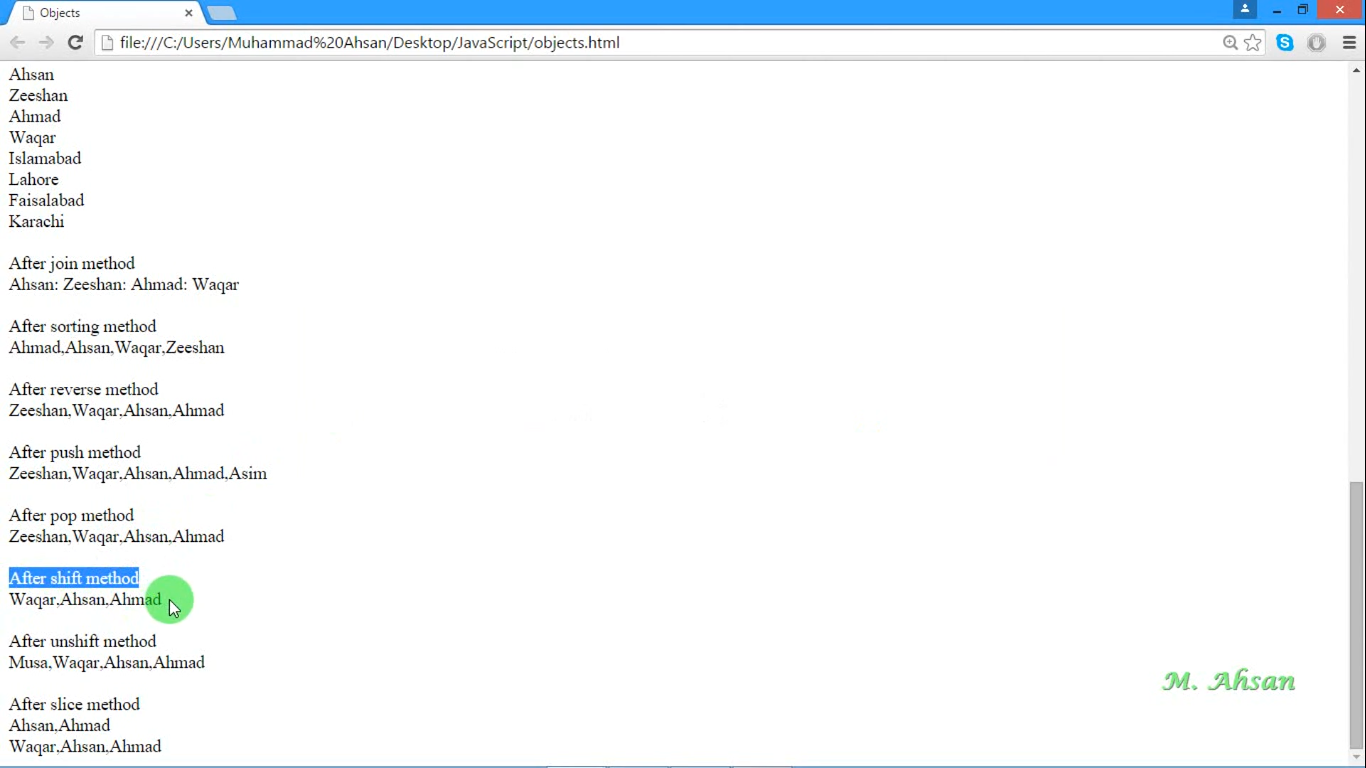 Objects
file:///C:/Users/Muhammad%20Ahsan/Desktop/JavaScript/objects.html
Ahsan
Zeeshan
Ahmad
Waqar
Islamabad
Lahore
Faisalabad
Karachi
After join method
Ahsan: Zeeshan: Ahmad: Waqar
After sorting method
Ahmad,Ahsan,Waqar,Zeeshan
After reverse method
Zeeshan,Waqar,Ahsan,Ahmad
After push method
Zeeshan,Waqar,Ahsan,Ahmad,Asim
After pop method
Zeeshan,Waqar,Ahsan,Ahmad
After shift method
Waqar,Ahsan,Ahmad
After unshift method
Musa,Waqar,Ahsan,Ahmad
M. Ahsan
After slice method
Ahsan,Ahmad
Waqar,Ahsan,Ahmad